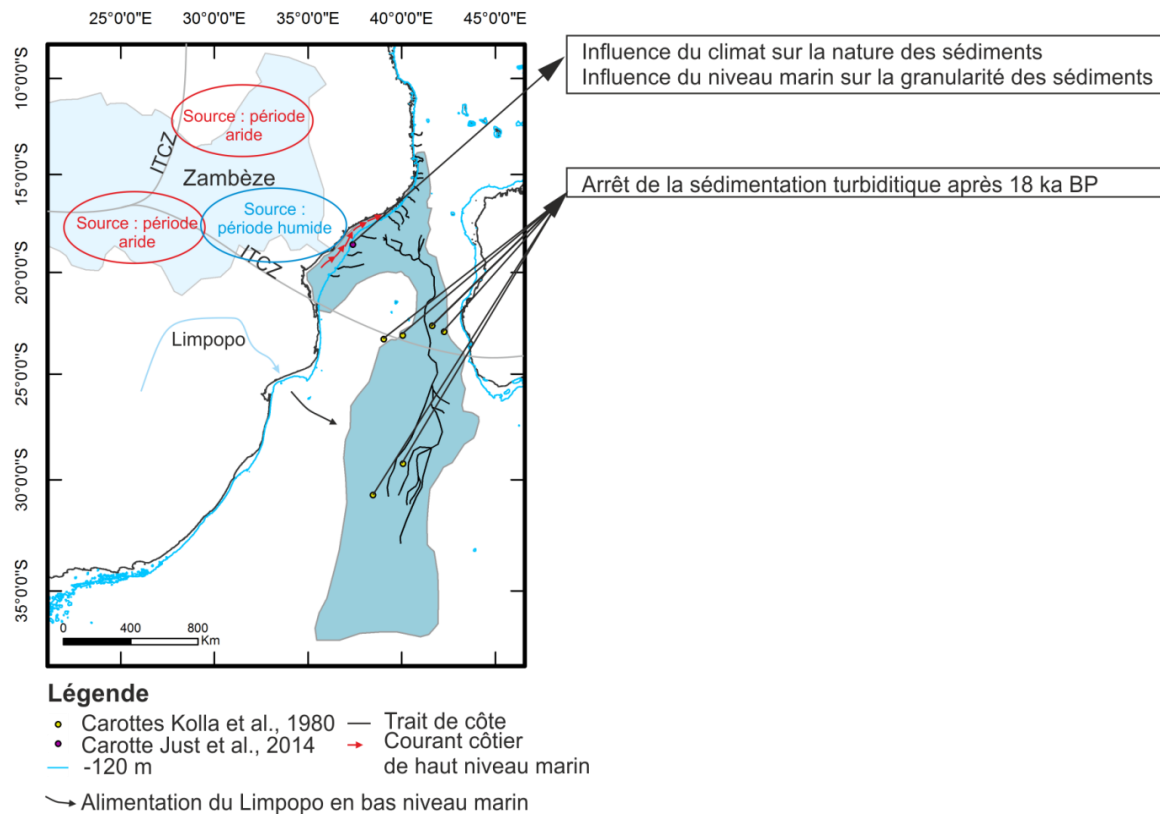 25°0'0"E 30°0'0"E 35°0'0"E 40°0'0"E 45°0'0"E
10°0'0"S
15°0'0"S
20°0'0"S
25°0'0"S
30°0'0"S
35°0'0"S
Influence du climat sur la nature des sédiments
Influence du niveau marin sur la granularité des sédiments
Arrêt de la sédimentation turbiditique après 18 ka BP
Source : période
aride
ITCZ
Zambèze
Source : période
aride
Source :
période humide
ITCZ
Limpopo
0 400 800
Km
Légende
Carottes Kolla et al., 1980
Carotte Just et al., 2014
-120 m
Trait de côte
Courant côtier
de haut niveau marin
Alimentation du Limpopo en bas niveau marin